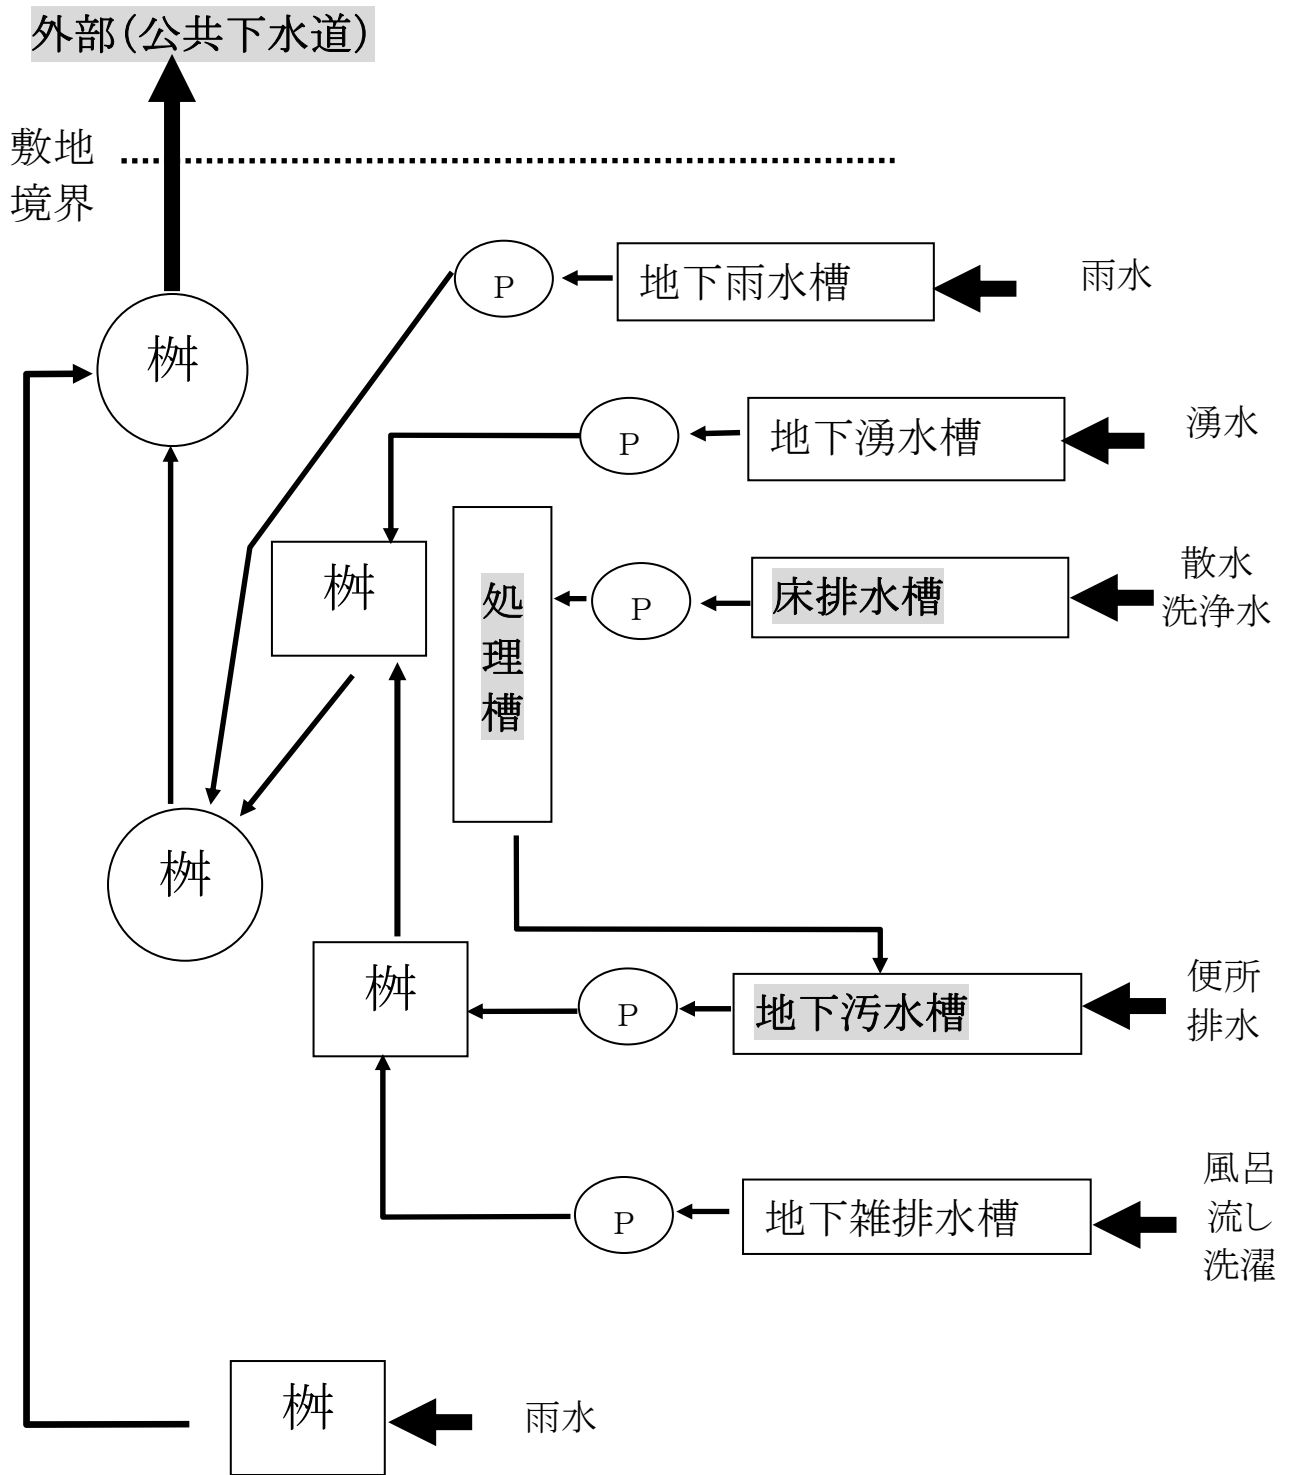 外部(公共下水道)
敷地
境界
P
地下雨水槽
雨水
桝
P
地下湧水槽
湧水
桝
処
理
槽
P
床排水槽
散水
洗浄水
桝
桝
P
地下汚水槽
便所
排水
P
地下雑排水槽
風呂
流し
洗濯
桝
雨水